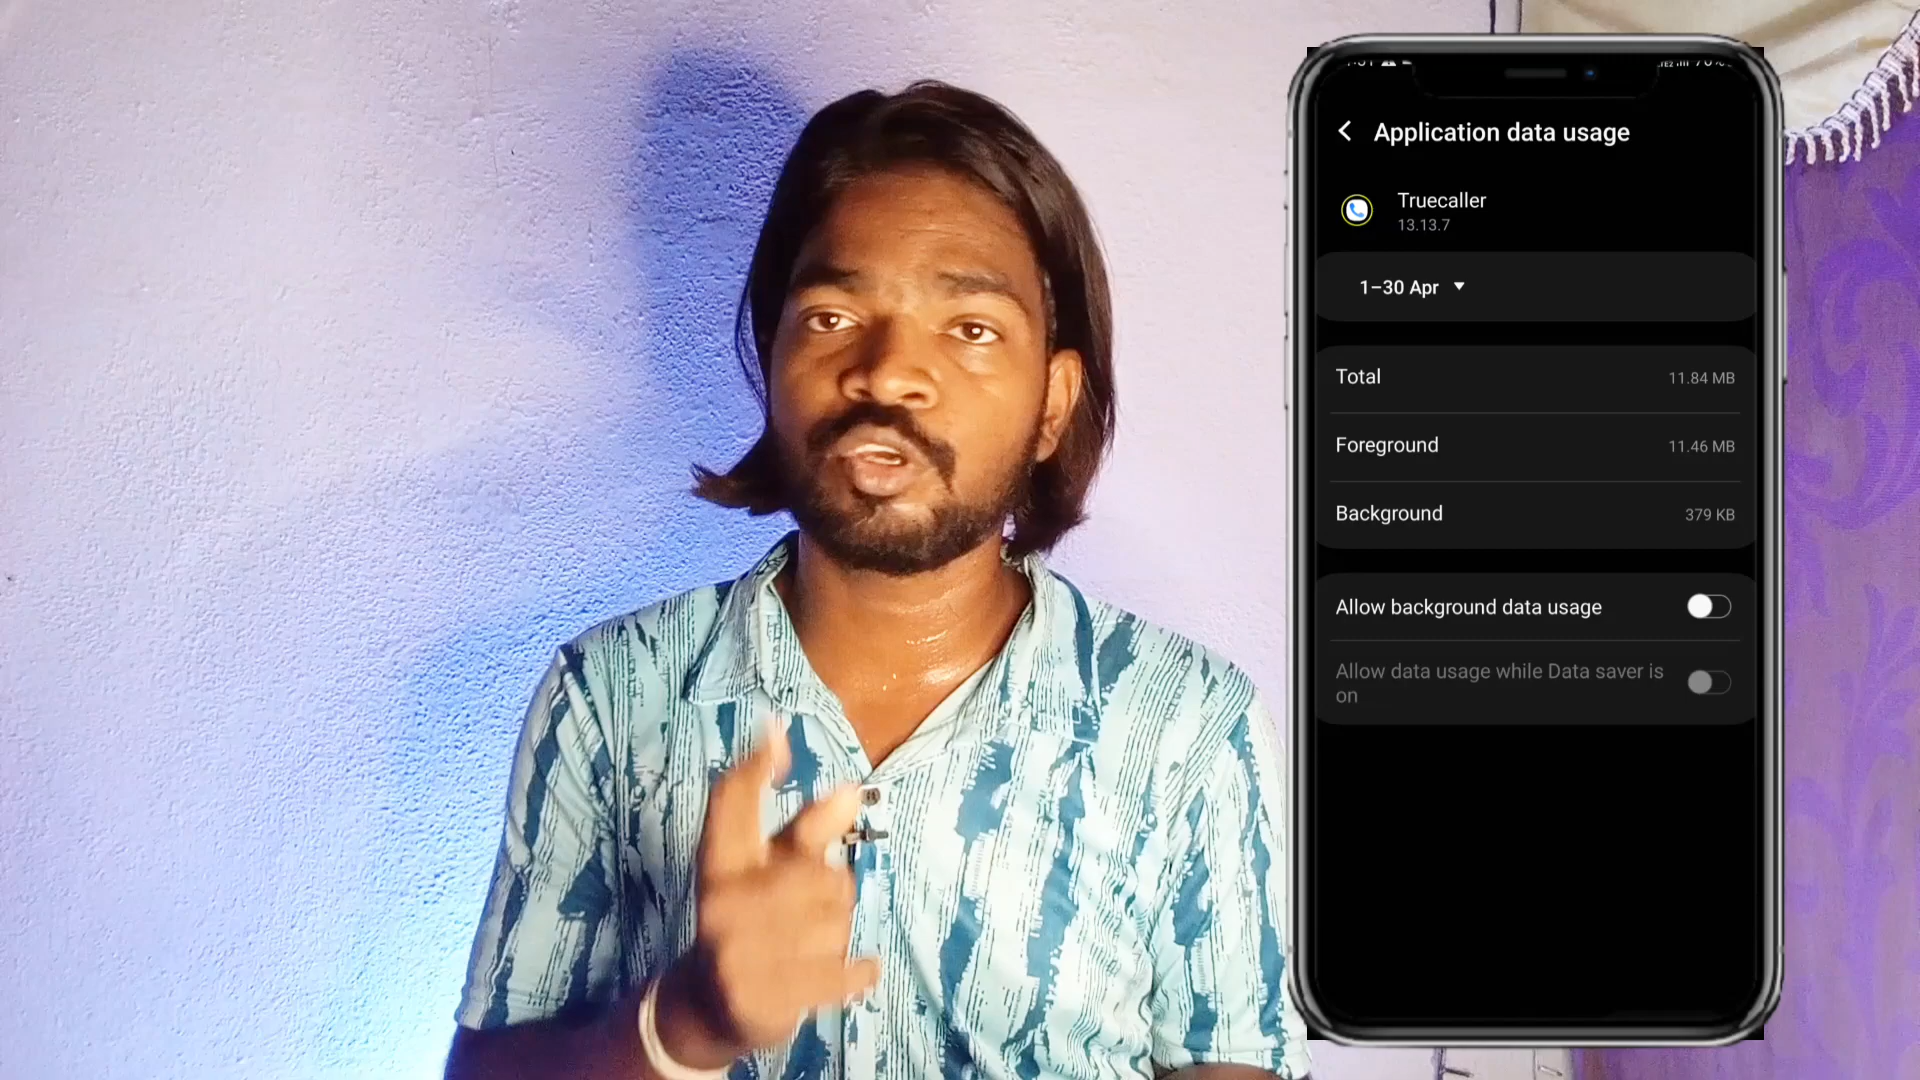 Application data usage
Truecaller
13.13.7
1–30 Apr
Total 11.84 MB
Foreground 11.46 MB
Background 379 KB
Allow background data usage
Allow data usage while Data saver is
on